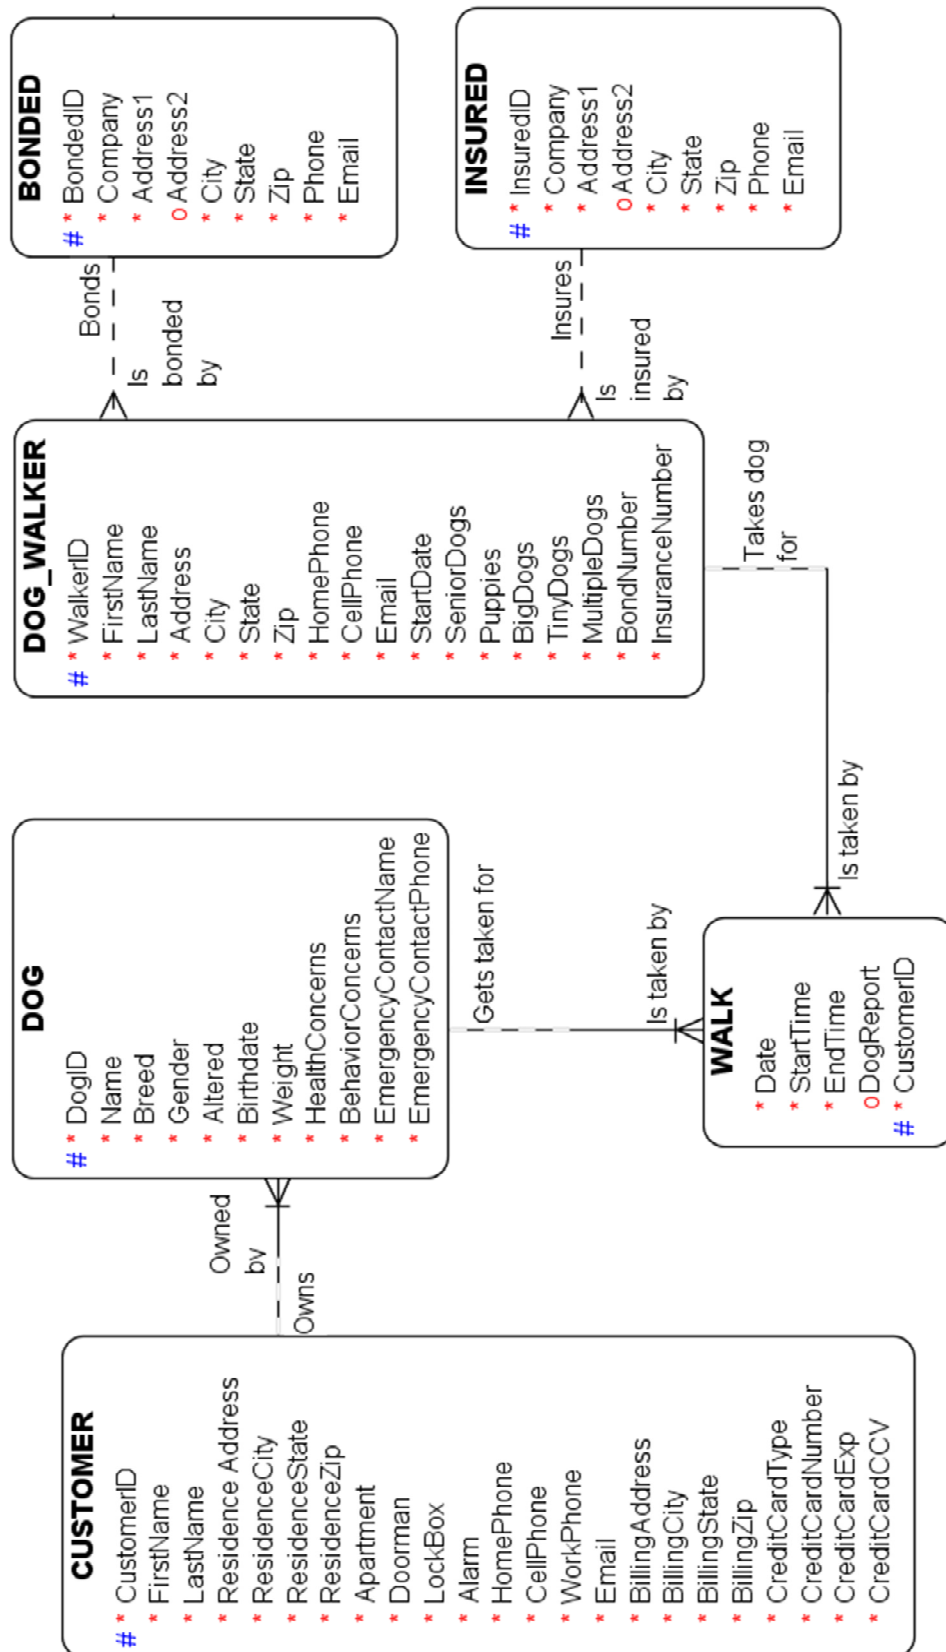 CUSTOMER
# * CustomerID
* FirstName
* LastName
* Residence Address
* ResidenceCity
* ResidenceState
* ResidenceZip
* Apartment
* Doorman
* LockBox
* Alarm
* HomePhone
* CellPhone
* WorkPhone
* Email
* BillingAddress
* BillingCity
* BillingState
* BillingZip
* CreditCardType
* CreditCardNumber
* CreditCardExp
* CreditCardCCV
Owned
by
Owns
DOG
# * DogID
* Name
* Breed
* Gender
* Altered
* Birthdate
* Weight
* HealthConcerns
* BehaviorConcerns
* EmergencyContactName
* EmergencyContactPhone
Gets taken for
Is taken by
WALK
* Date
* StartTime
* EndTime
o DogReport
# * CustomerID
Is taken by
Takes dog
for
DOG_WALKER
# * WalkerID
* FirstName
* LastName
* Address
* City
* State
* Zip
* HomePhone
* CellPhone
* Email
* StartDate
* SeniorDogs
* Puppies
* BigDogs
* TinyDogs
* MultipleDogs
* BondNumber
* InsuranceNumber
Bonds
Is
bonded
by
BONDED
# * BondedID
* Company
* Address1
o Address2
* City
* State
* Zip
* Phone
* Email
Insures
Is
insured
by
INSURED
# * InsuredID
* Company
* Address1
o Address2
* City
* State
* Zip
* Phone
* Email